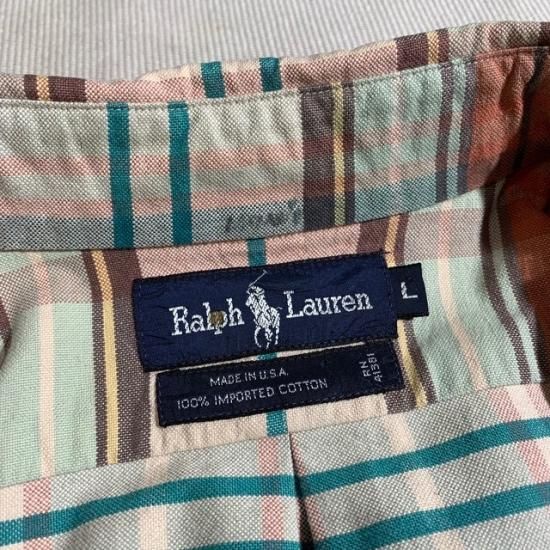 Ralph Lauren
L
MADE IN U.S.A.
100% IMPORTED COTTON
RN 41381